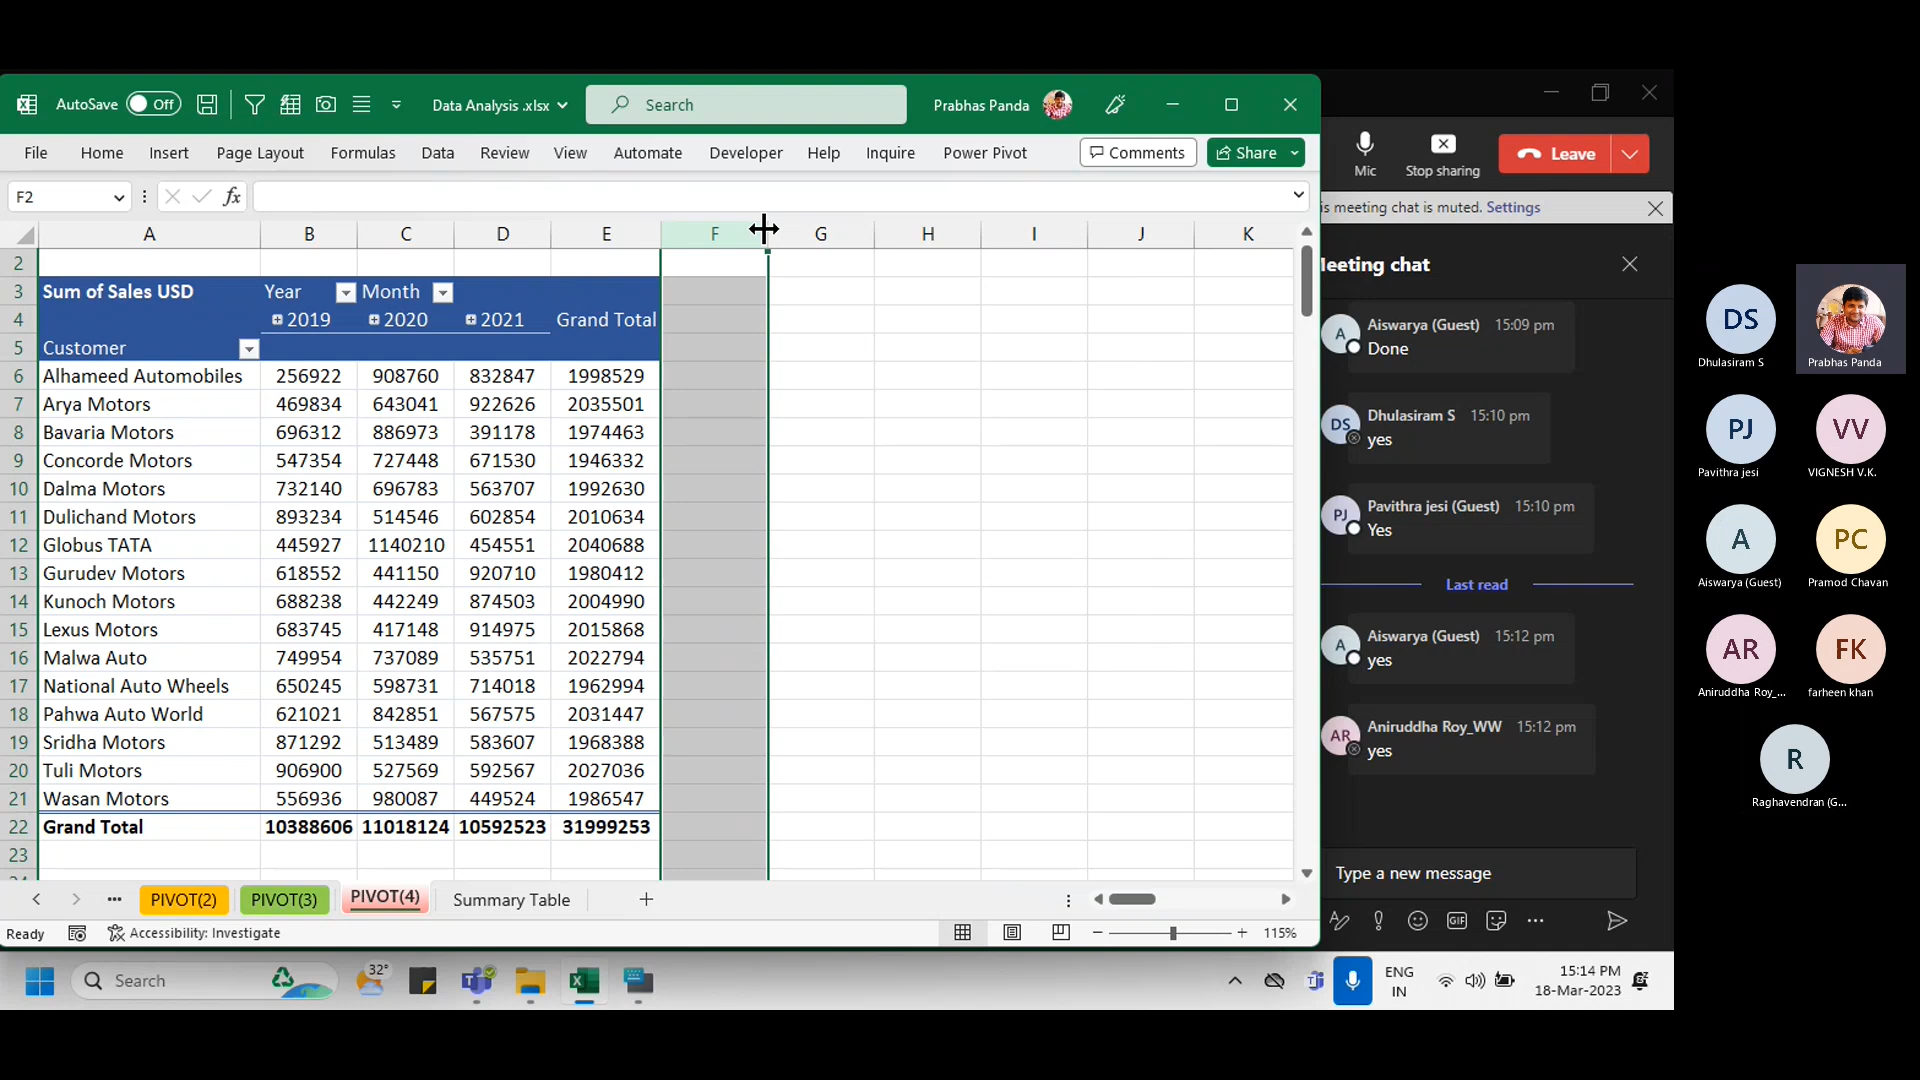 AutoSave Off Data Analysis .xlsx Search Prabhas Panda
File Home Insert Page Layout Formulas Data Review View Automate Developer Help Inquire Power Pivot Comments Share
F2 fx
A B C D E F G H I J K
2
3 Sum of Sales USD Year Month
4 2019 2020 2021 Grand Total
5 Customer
6 Alhameed Automobiles 256922 908760 832847 1998529
7 Arya Motors 469834 643041 922626 2035501
8 Bavaria Motors 696312 886973 391178 1974463
9 Concorde Motors 547354 727448 671530 1946332
10 Dalma Motors 732140 696783 563707 1992630
11 Dulichand Motors 893234 514546 602854 2010634
12 Globus TATA 445927 1140210 454551 2040688
13 Gurudev Motors 618552 441150 920710 1980412
14 Kunoch Motors 688238 442249 874503 2004990
15 Lexus Motors 683745 417148 914975 2015868
16 Malwa Auto 749954 737089 535751 2022794
17 National Auto Wheels 650245 598731 714018 1962994
18 Pahwa Auto World 621021 842851 567575 2031447
19 Sridha Motors 871292 513489 583607 1968388
20 Tuli Motors 906900 527569 592567 2027036
21 Wasan Motors 556936 980087 449524 1986547
22 Grand Total 10388606 11018124 10592523 31999253
23
PIVOT(2) PIVOT(3) PIVOT(4) Summary Table
Ready Accessibility: Investigate 115%
Mic Stop sharing Leave
is meeting chat is muted. Settings
Meeting chat
A Aiswarya (Guest) 15:09 pm
Done
DS Dhulasiram S 15:10 pm
yes
PJ Pavithra jesi (Guest) 15:10 pm
Yes
Last read
A Aiswarya (Guest) 15:12 pm
yes
AR Aniruddha Roy_WW 15:12 pm
yes
Type a new message
GIF
DS
Dhulasiram S Prabhas Panda
PJ VV
Pavithra jesi VIGNESH V.K.
A PC
Aiswarya (Guest) Pramod Chavan
AR FK
Aniruddha Roy_... farheen khan
R
Raghavendran (G...
Search 32° ENG 15:14 PM
IN 18-Mar-2023